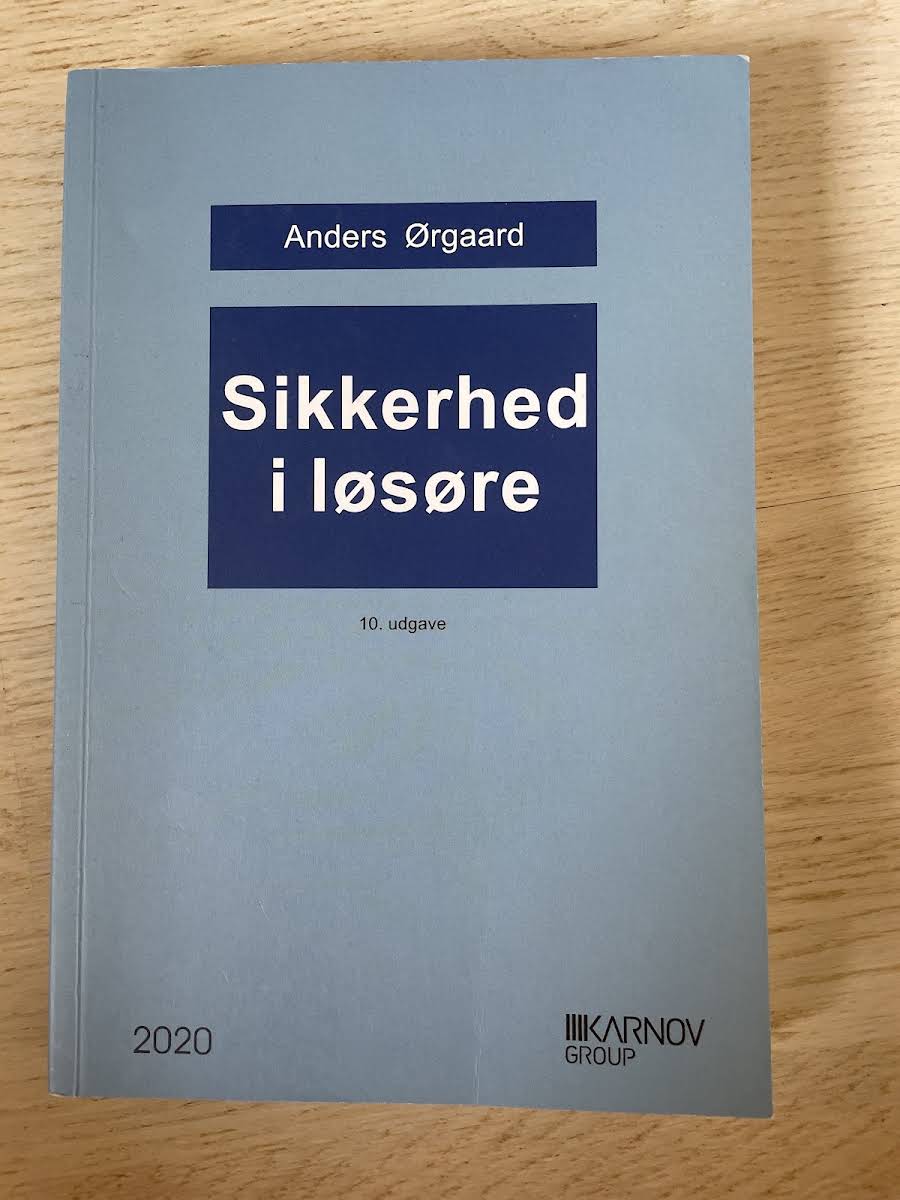 Anders Ørgaard
Sikkerhed
i løsøre
10. udgave
2020
KARNOV
GROUP